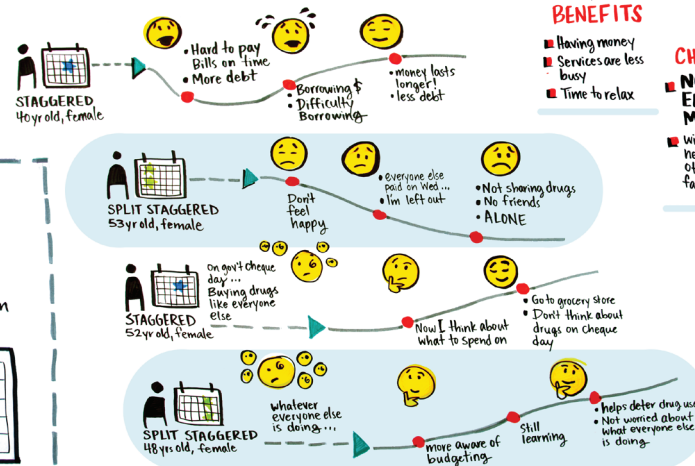 BENEFITS
Having money
Services are less
busy
Time to relax
STAGGERED
40yr old, female
Hard to pay
Bills on time
More debt
Borrowing $
Difficulty
Borrowing
money lasts
longer!
less debt
SPLIT STAGGERED
53yr old, female
Don't
feel
happy
everyone else
paid on Wed...
I'm left out
Not sharing drugs
No friends
ALONE
STAGGERED
52yr old, female
On gov't cheque
day...
Buying drugs
like everyone
else
Now I think about
what to spend on
Go to grocery store
Don't think about
drugs on cheque
day
SPLIT STAGGERED
48yrs old, female
whatever
everyone else
is doing...
more aware of
budgeting
Still
learning
helps deter drug use
Not worried about
what everyone else
is doing